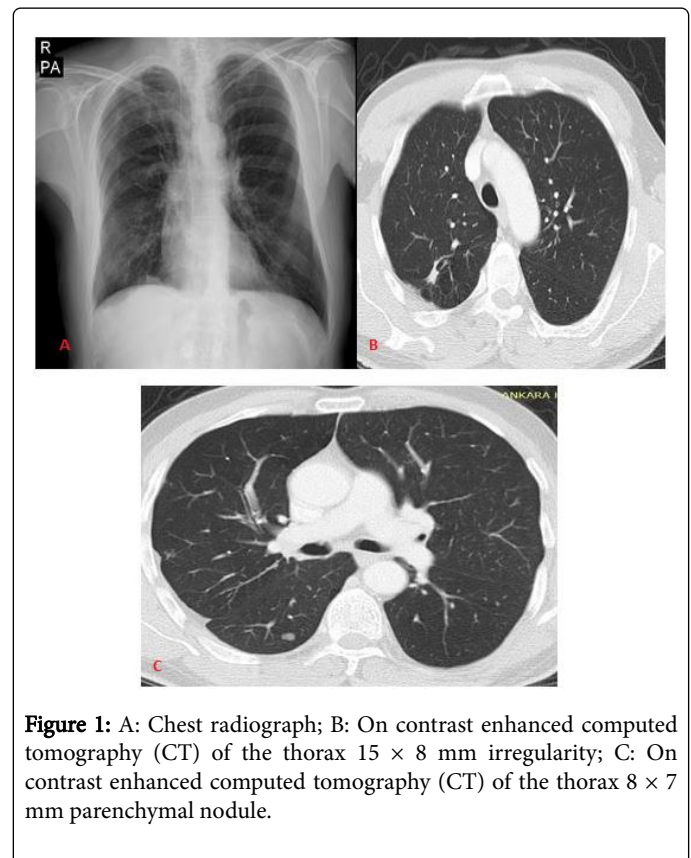 R
PA
A
B
ANKARA
C
Figure 1: A: Chest radiograph; B: On contrast enhanced computed
tomography (CT) of the thorax 15 × 8 mm irregularity; C: On
contrast enhanced computed tomography (CT) of the thorax 8 × 7
mm parenchymal nodule.